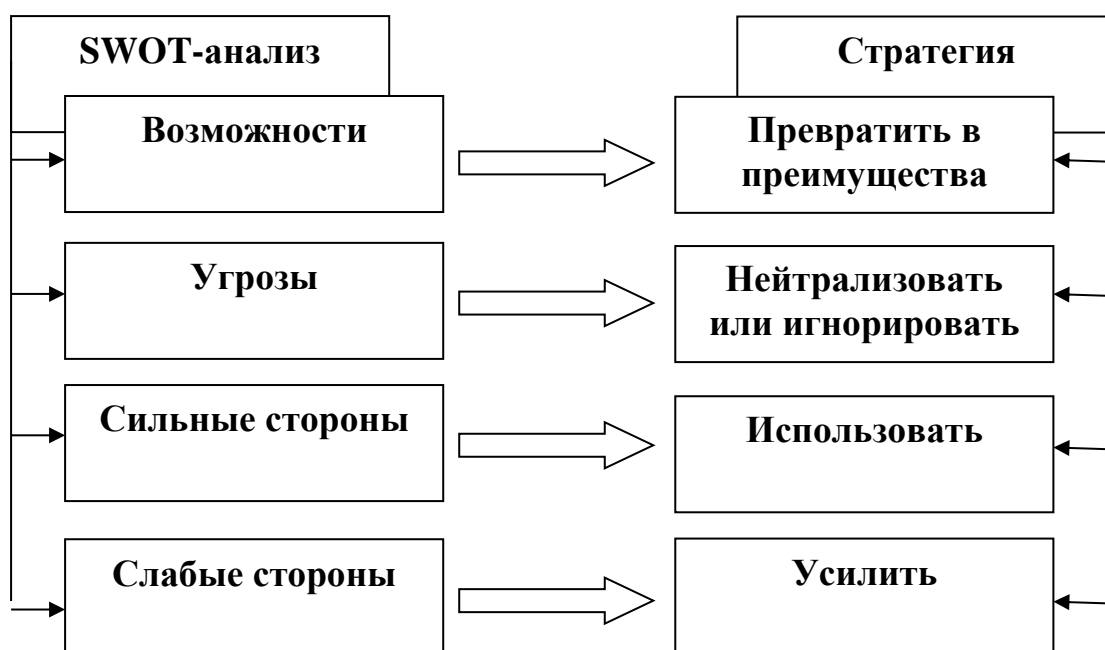 SWOT-анализ
Стратегия
Возможности
Превратить в
преимущества
Угрозы
Нейтрализовать
или игнорировать
Сильные стороны
Использовать
Слабые стороны
Усилить